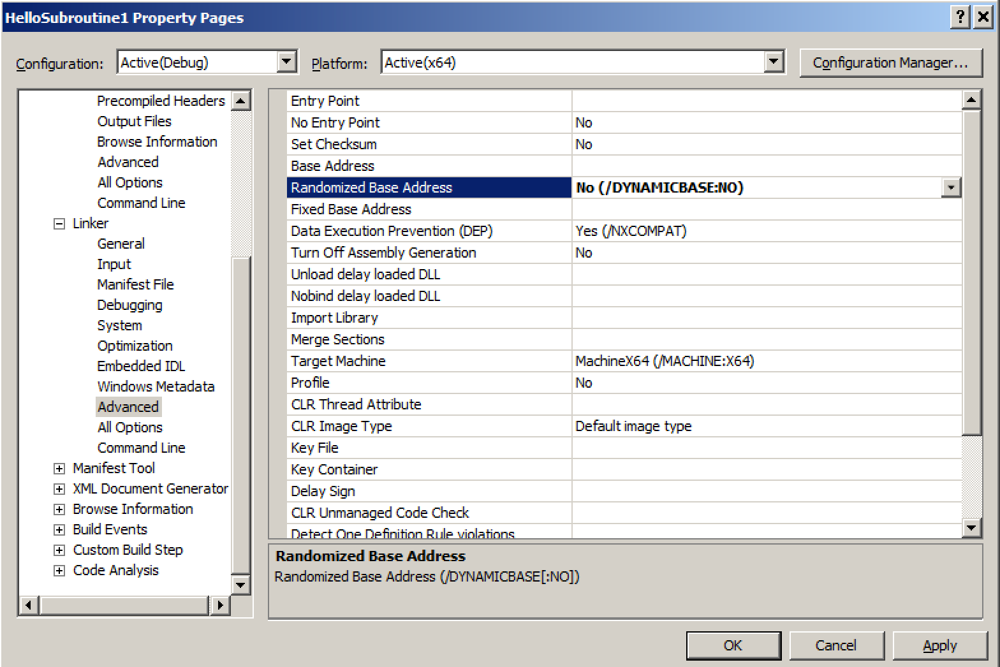 HelloSubroutine1 Property Pages
Configuration: Active(Debug) Platform: Active(x64) Configuration Manager...
Precompiled Headers
Output Files
Browse Information
Advanced
All Options
Command Line
Linker
General
Input
Manifest File
Debugging
System
Optimization
Embedded IDL
Windows Metadata
Advanced
All Options
Command Line
Manifest Tool
XML Document Generator
Browse Information
Build Events
Custom Build Step
Code Analysis
Entry Point
No Entry Point No
Set Checksum No
Base Address
Randomized Base Address No (/DYNAMICBASE:NO)
Fixed Base Address
Data Execution Prevention (DEP) Yes (/NXCOMPAT)
Turn Off Assembly Generation No
Unload delay loaded DLL
Nobind delay loaded DLL
Import Library
Merge Sections
Target Machine MachineX64 (/MACHINE:X64)
Profile No
CLR Thread Attribute
CLR Image Type Default image type
Key File
Key Container
Delay Sign
CLR Unmanaged Code Check
Detect One Definition Rule violations
Randomized Base Address
Randomized Base Address (/DYNAMICBASE[:NO])
OK Cancel Apply